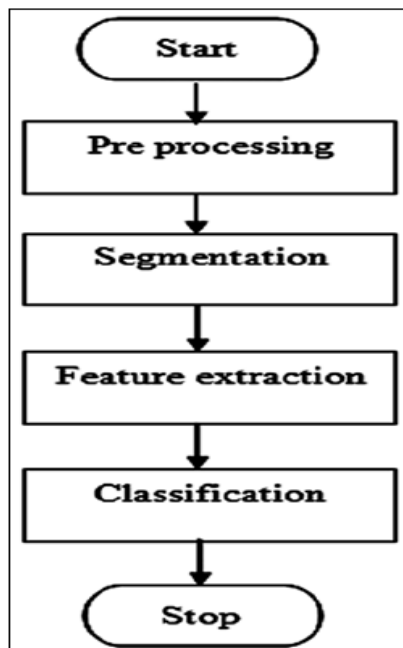 Start
Pre processing
Segmentation
Feature extraction
Classification
Stop